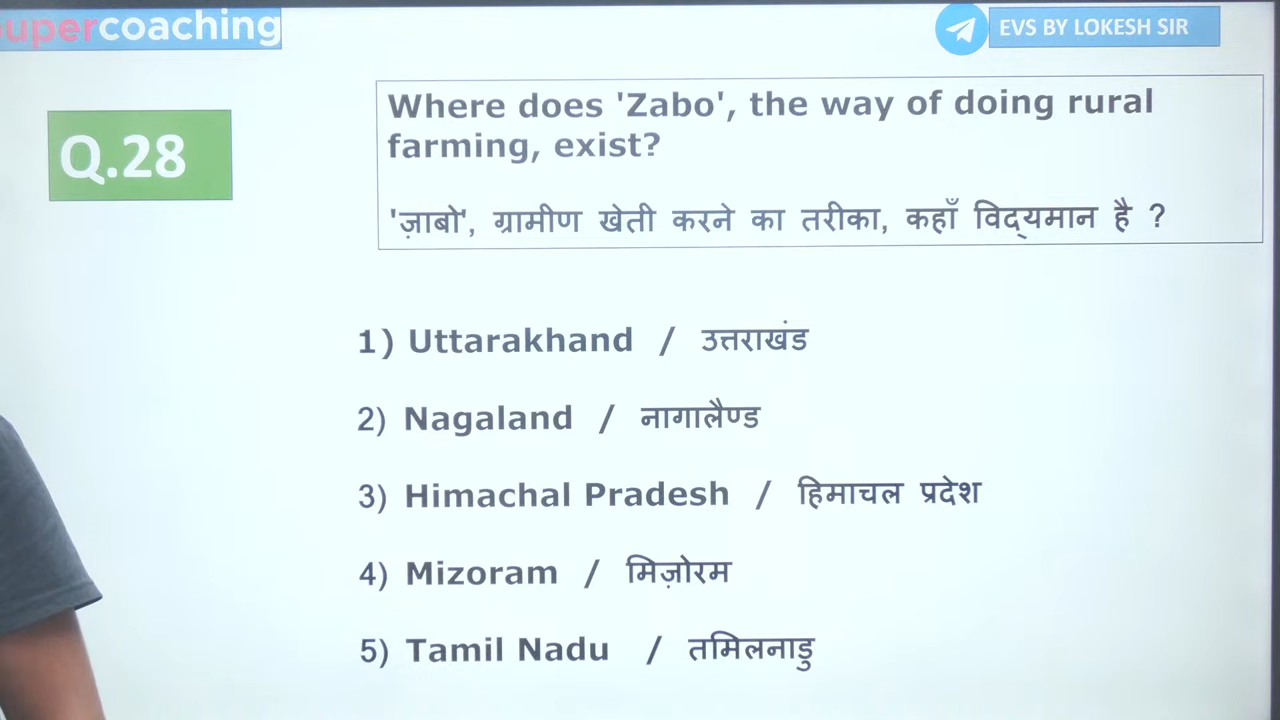 supercoaching
EVS BY LOKESH SIR
Q.28
Where does 'Zabo', the way of doing rural
farming, exist?
'ज़ाबो', ग्रामीण खेती करने का तरीका, कहाँ विद्यमान है ?
1) Uttarakhand / उत्तराखंड
2) Nagaland / नागालैण्ड
3) Himachal Pradesh / हिमाचल प्रदेश
4) Mizoram / मिज़ोरम
5) Tamil Nadu / तमिलनाडु